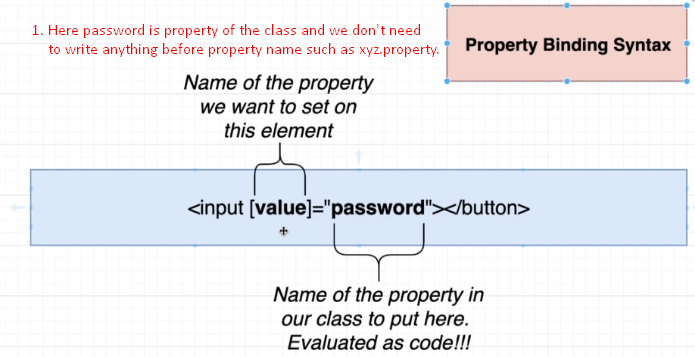 1. Here password is property of the class and we don't need
to write anything before property name such as xyz.property.
Property Binding Syntax
Name of the property
we want to set on
this element
<input [value]="password"></button>
Name of the property in
our class to put here.
Evaluated as code!!!